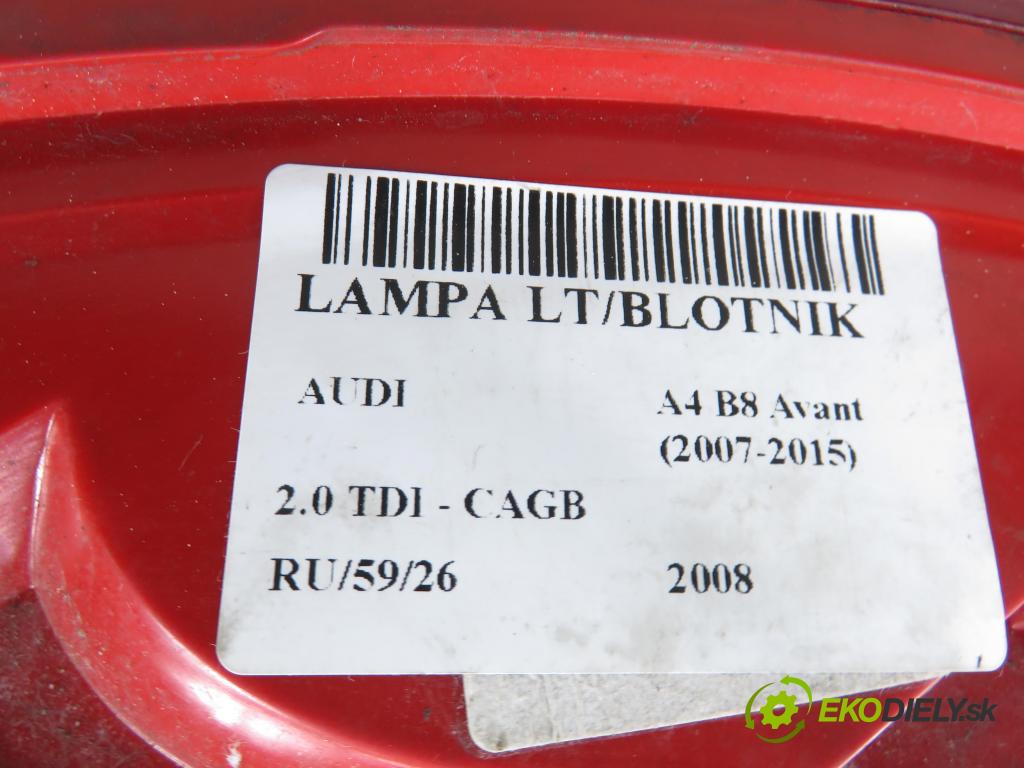 LAMPA LT/BLOTNIK
AUDI
A4 B8 Avant
(2007-2015)
2.0 TDI - CAGB
RU/59/26
2008
EKODIELY.sk